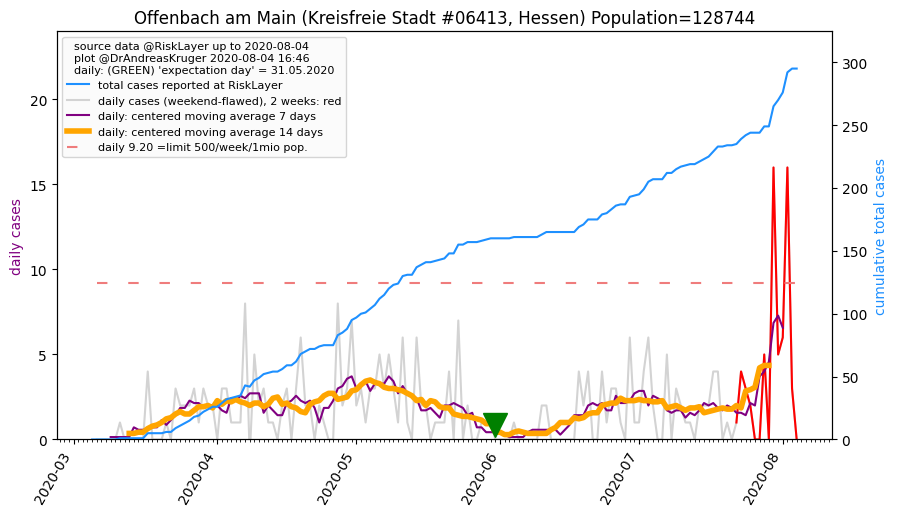 Offenbach am Main (Kreisfreie Stadt #06413, Hessen) Population=128744
source data @RiskLayer up to 2020-08-04
plot @DrAndreasKruger 2020-08-04 16:46
daily: (GREEN) 'expectation day' = 31.05.2020
total cases reported at RiskLayer
daily cases (weekend-flawed), 2 weeks: red
daily: centered moving average 7 days
daily: centered moving average 14 days
daily 9.20 =limit 500/week/1mio pop.
daily cases
20
15
10
5
0
cumulative total cases
300
250
200
150
100
50
0
2020-03
2020-04
2020-05
2020-06
2020-07
2020-08